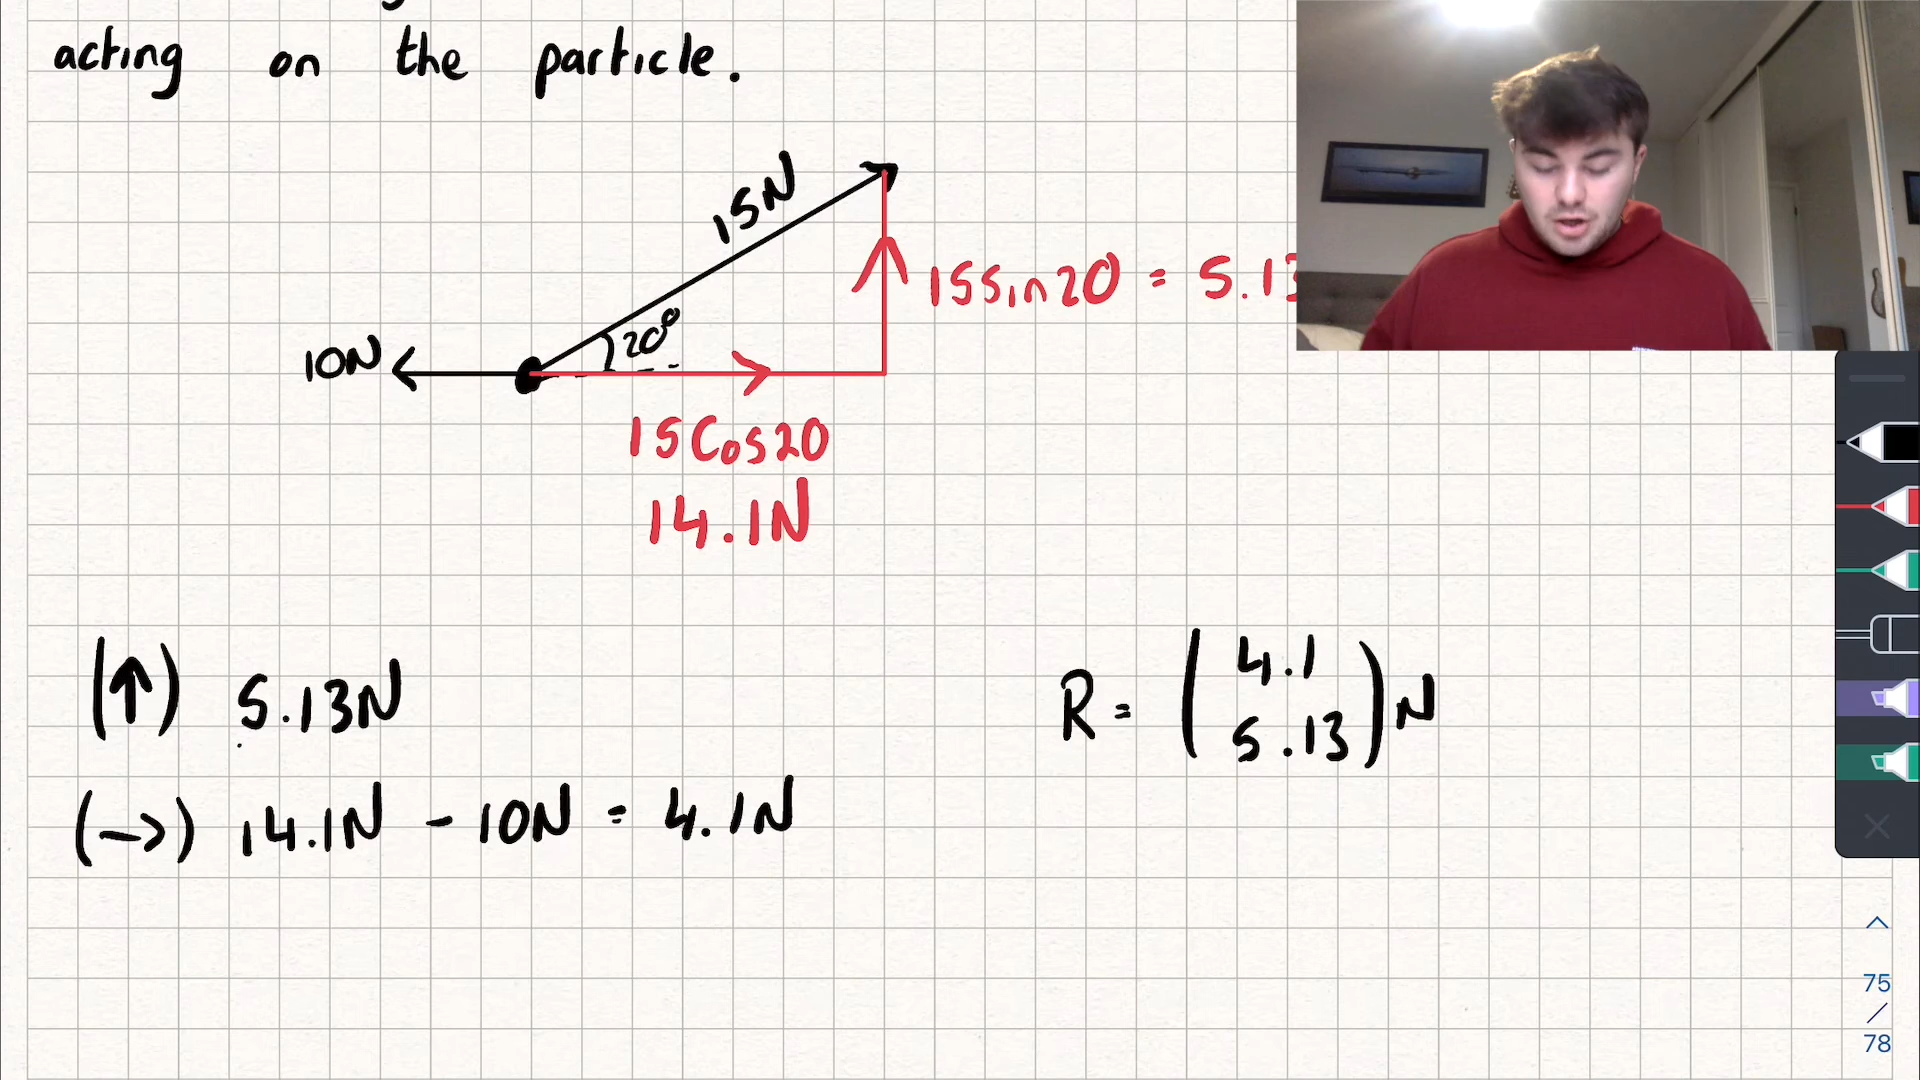 acting on the particle.
15N
15sin20 = 5.13
10N
20°
15Cos20
14.1N
(↑) 5.13N
R = ( 4.1
5.13 ) N
(→) 14.1N - 10N = 4.1N
75
/
78